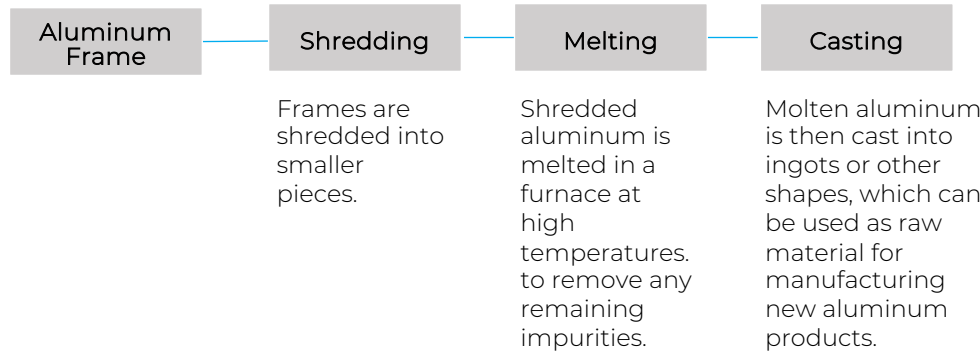 Aluminum
Frame
Shredding
Melting
Casting
Frames are
shredded into
smaller
pieces.
Shredded
aluminum is
melted in a
furnace at
high
temperatures.
to remove any
remaining
impurities.
Molten aluminum
is then cast into
ingots or other
shapes, which can
be used as raw
material for
manufacturing
new aluminum
products.